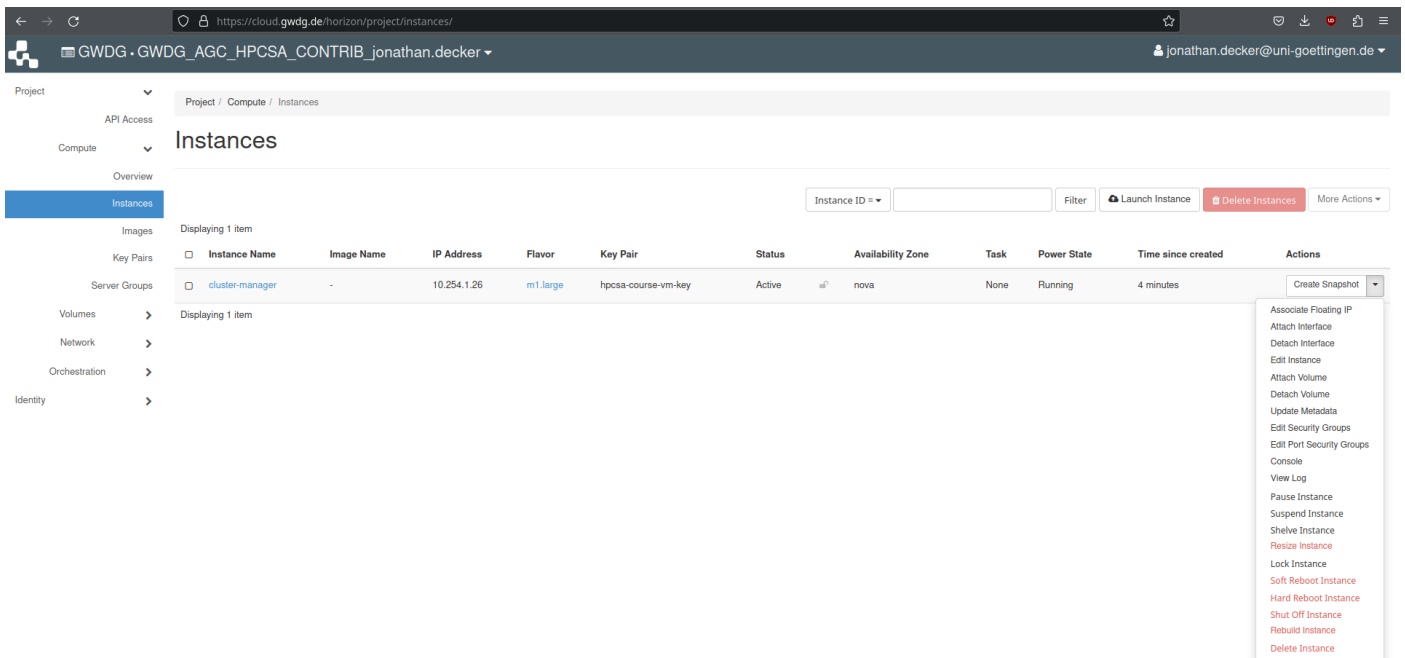 https://cloud.gwdg.de/horizon/project/instances/
GWDG • GWDG_AGC_HPCSA_CONTRIB_jonathan.decker
jonathan.decker@uni-goettingen.de
Project
API Access
Compute
Overview
Instances
Images
Key Pairs
Server Groups
Volumes
Network
Orchestration
Identity
Project / Compute / Instances
Instances
Instance ID = Filter Launch Instance Delete Instances More Actions
Displaying 1 item
Instance Name Image Name IP Address Flavor Key Pair Status Availability Zone Task Power State Time since created Actions
cluster-manager - 10.254.1.26 m1.large hpcsa-course-vm-key Active nova None Running 4 minutes Create Snapshot
Displaying 1 item
Associate Floating IP
Attach Interface
Detach Interface
Edit Instance
Attach Volume
Detach Volume
Update Metadata
Edit Security Groups
Edit Port Security Groups
Console
View Log
Pause Instance
Suspend Instance
Shelve Instance
Resize Instance
Lock Instance
Soft Reboot Instance
Hard Reboot Instance
Shut Off Instance
Rebuild Instance
Delete Instance